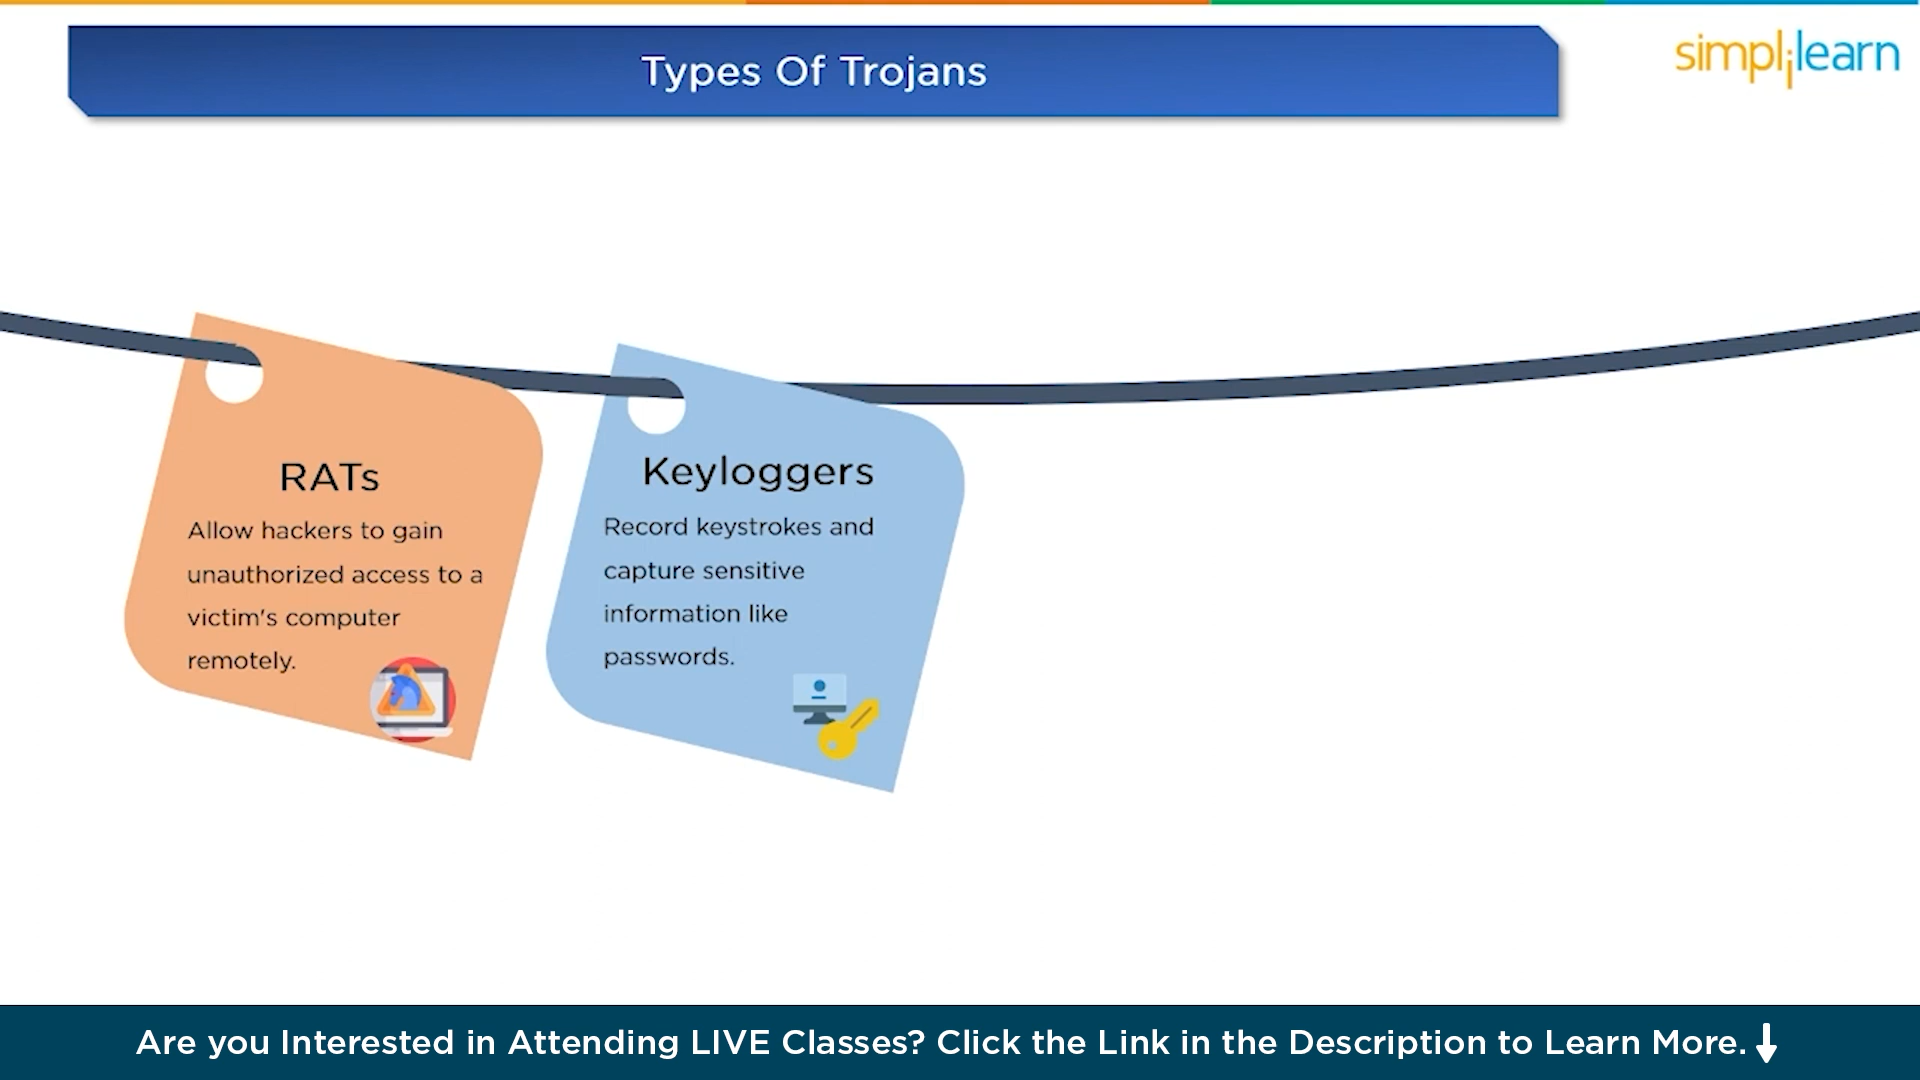 Types Of Trojans
simplilearn
RATs
Allow hackers to gain
unauthorized access to a
victim's computer
remotely.
Keyloggers
Record keystrokes and
capture sensitive
information like
passwords.
Are you Interested in Attending LIVE Classes? Click the Link in the Description to Learn More.